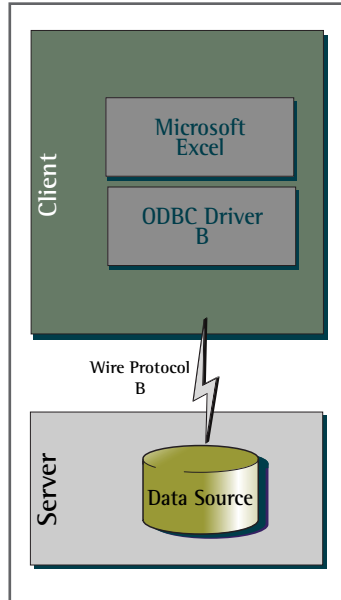 Client
Microsoft
Excel
ODBC Driver
B
Wire Protocol
B
Server
Data Source